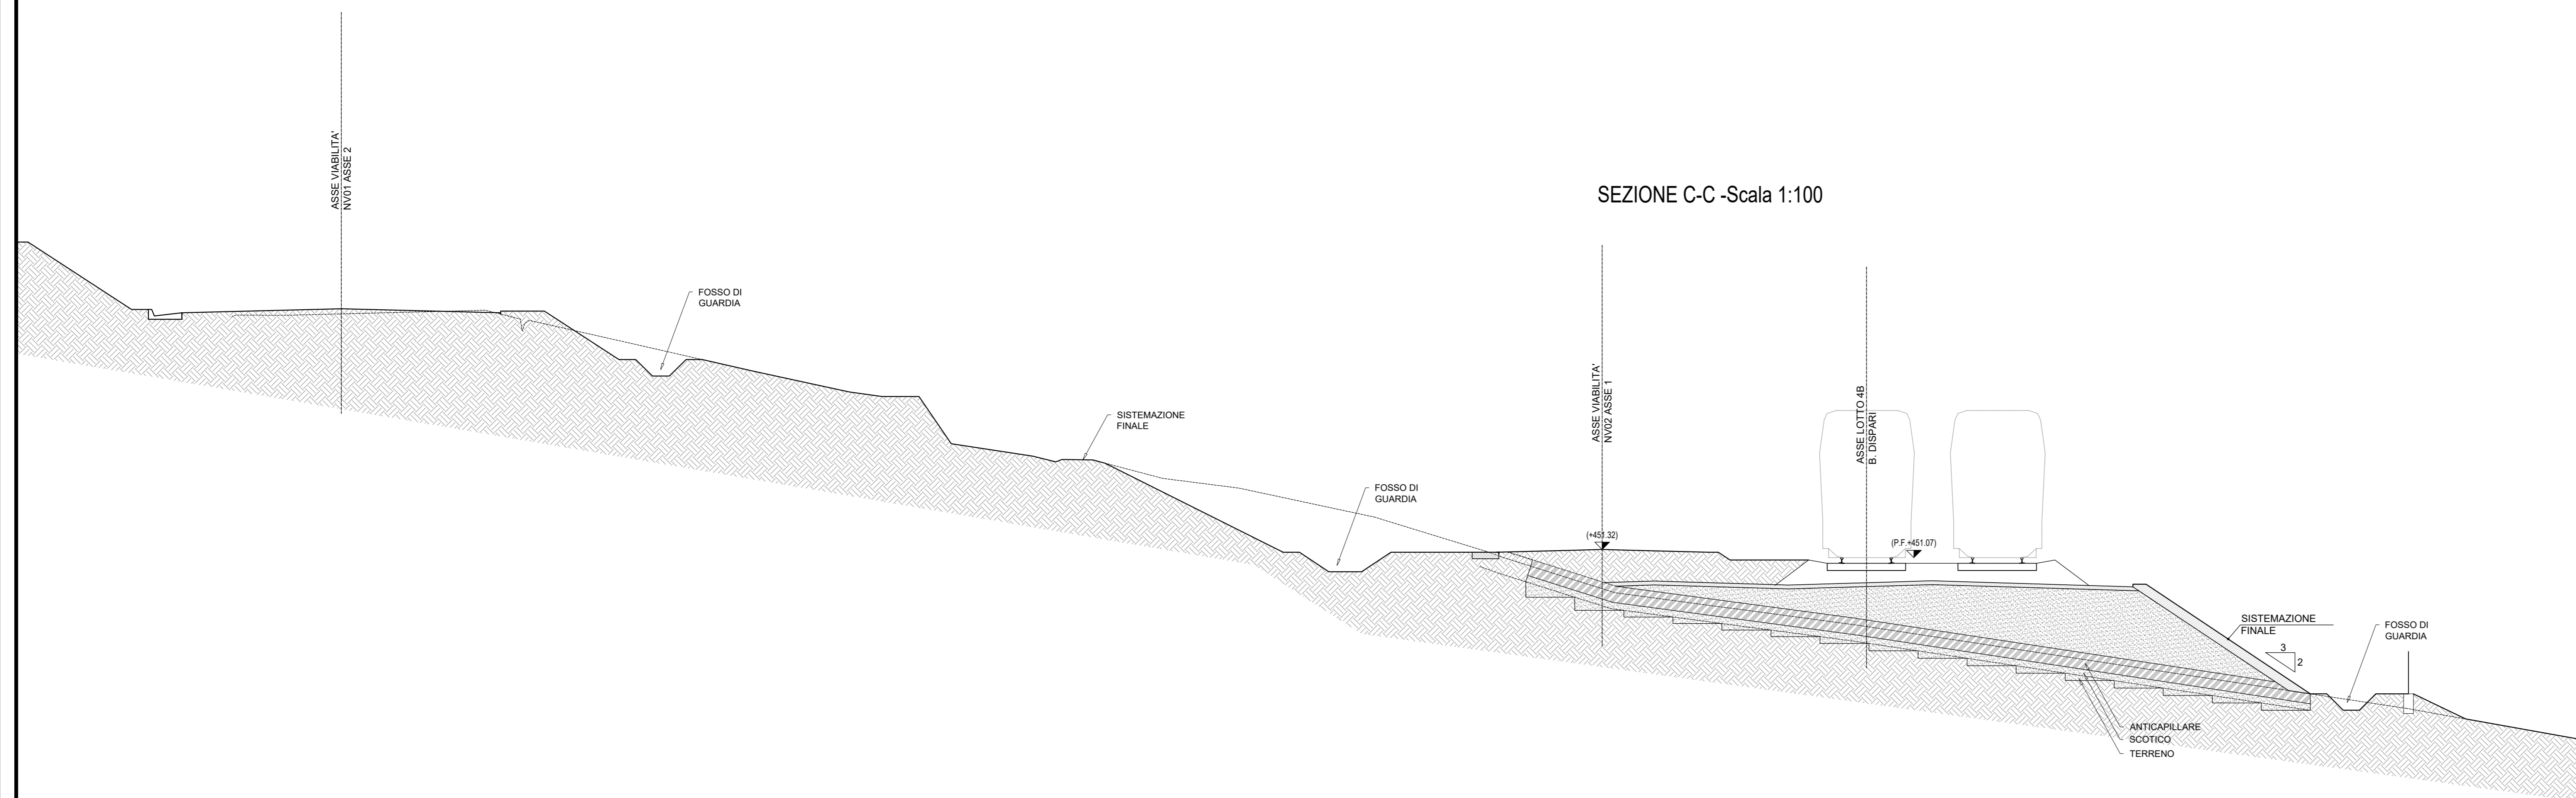 SEZIONE C-C -Scala 1:100
ASSE VIABILITA'
NV01 ASSE 2
FOSSO DI
GUARDIA
SISTEMAZIONE
FINALE
FOSSO DI
GUARDIA
ASSE VIABILITA'
NV02 ASSE 1
(+451.32)
ASSE LOTTO 4B
B. DISPARI
(P.F.+451.07)
SISTEMAZIONE
FINALE
3
2
FOSSO DI
GUARDIA
ANTICAPILLARE
SCOTICO
TERRENO